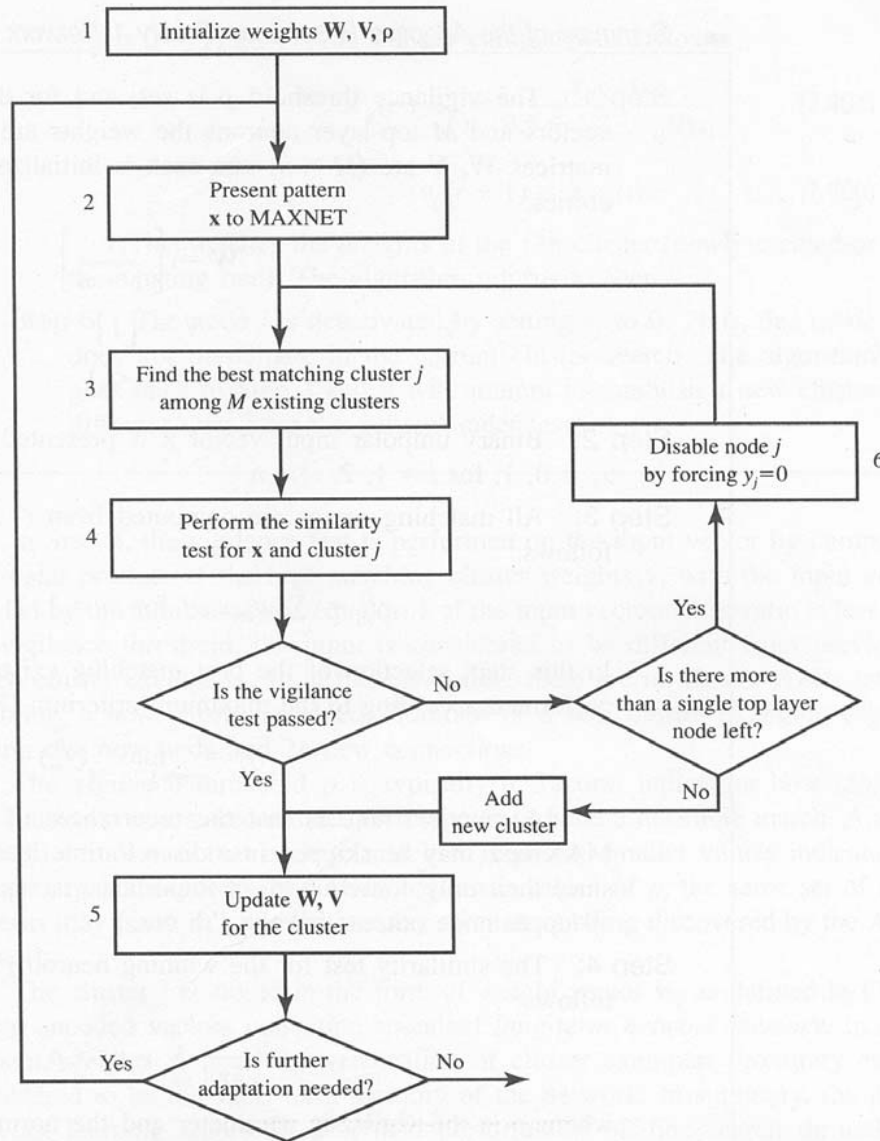 1
Initialize weights W, V, ρ
2
Present pattern
x to MAXNET
3
Find the best matching cluster j
among M existing clusters
Disable node j
by forcing yj=0
6
4
Perform the similarity
test for x and cluster j
Yes
Is the vigilance
test passed?
No
Is there more
than a single top layer
node left?
Yes
No
Add
new cluster
5
Update W, V
for the cluster
Yes
Is further
adaptation needed?
No